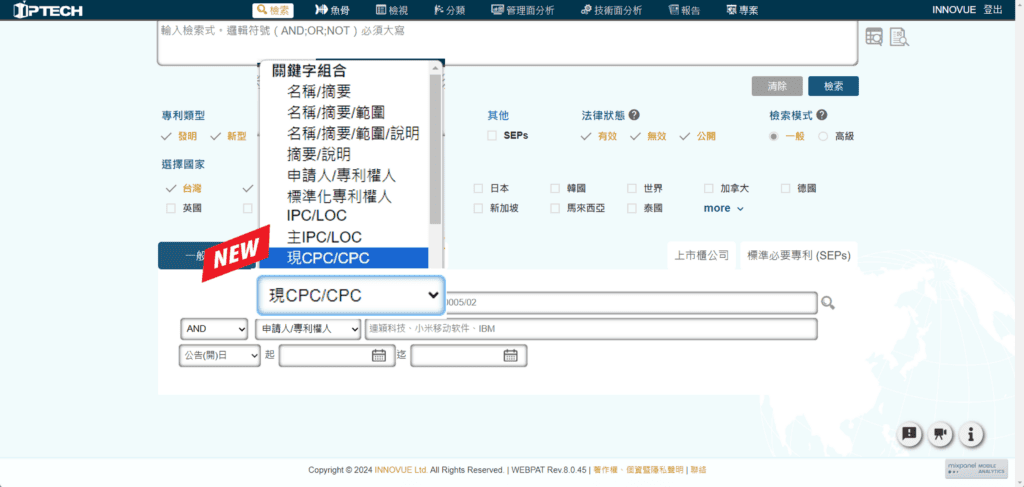 IPTECH 檢索 魚骨 檢視 分類 管理面分析 技術面分析 報告 專案 INNOVUE 登出
輸入檢索式，邏輯符號（AND;OR;NOT）必須大寫
關鍵字組合
名稱/摘要
名稱/摘要/範圍
名稱/摘要/範圍/說明
摘要/說明
申請人/專利權人
標準化專利權人
IPC/LOC
主IPC/LOC
現CPC/CPC
清除 檢索
專利類型 其他 法律狀態 ? 檢索模式 ?
發明 新型 SEPs 有效 無效 公開 一般 高級
選擇國家
台灣 日本 韓國 世界 加拿大 德國
英國 新加坡 馬來西亞 泰國 more
一般 NEW 上市櫃公司 標準必要專利 (SEPs)
現CPC/CPC 0005/02
AND 申請人/專利權人 達穎科技、小米移动软件、IBM
公告(開)日 起 迄
Copyright © 2024 INNOVUE Ltd. All Rights Reserved. | WEBPAT Rev.8.0.45 | 著作權、個資暨隱私聲明 | 聯絡
mixpanel MOBILE ANALYTICS